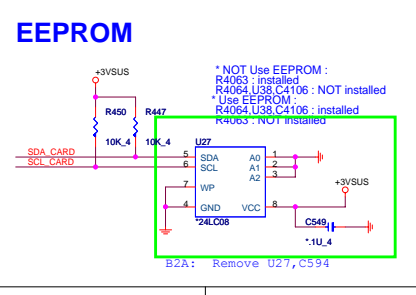 EEPROM
* NOT Use EEPROM :
R4063 : installed
R4064,U38,C4106 : NOT installed
* Use EEPROM :
R4064,U38,C4106 : installed
R4063 : NOT installed
+3VSUS
R450
R447
10K_4
10K_4
U27
SDA_CARD
5
SDA
A0
1
SCL_CARD
6
SCL
A1
2
A2
3
7
WP
+3VSUS
4
GND
VCC
8
*24LC08
C549
*.1U_4
B2A: Remove U27,C594